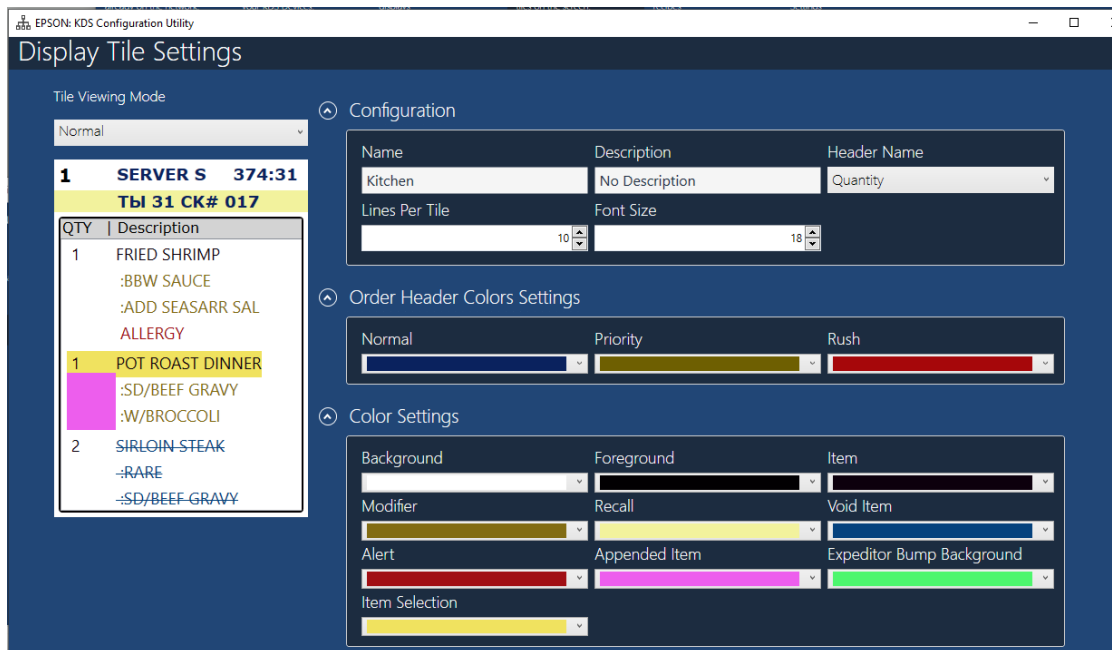 EPSON: KDS Configuration Utility
Display Tile Settings
Tile Viewing Mode
Normal
1 SERVER S 374:31
Tbl 31 CK# 017
QTY | Description
1 FRIED SHRIMP
:BBW SAUCE
:ADD SEASARR SAL
ALLERGY
1 POT ROAST DINNER
:SD/BEEF GRAVY
:W/BROCCOLI
2 SIRLOIN STEAK
:RARE
:SD/BEEF GRAVY
Configuration
Name Description Header Name
Kitchen No Description Quantity
Lines Per Tile Font Size
10 18
Order Header Colors Settings
Normal Priority Rush
Color Settings
Background Foreground Item
Modifier Recall Void Item
Alert Appended Item Expeditor Bump Background
Item Selection